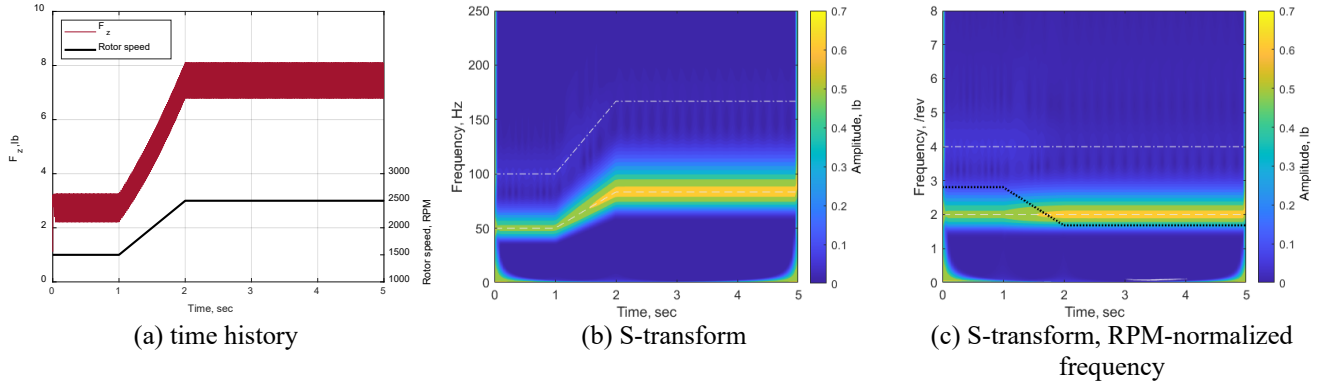 10
8
6
4
2
0
F_z, lb
F_z
Rotor speed
3000
2500
2000
1500
1000
Rotor speed, RPM
0 1 2 3 4 5
Time, sec
(a) time history
250
200
150
100
50
0
Frequency, Hz
0 1 2 3 4 5
Time, sec
0.7
0.6
0.5
0.4
0.3
0.2
0.1
0
Amplitude, lb
(b) S-transform
8
7
6
5
4
3
2
1
0
Frequency, /rev
0 1 2 3 4 5
Time, sec
0.7
0.6
0.5
0.4
0.3
0.2
0.1
0
Amplitude, lb
(c) S-transform, RPM-normalized
frequency